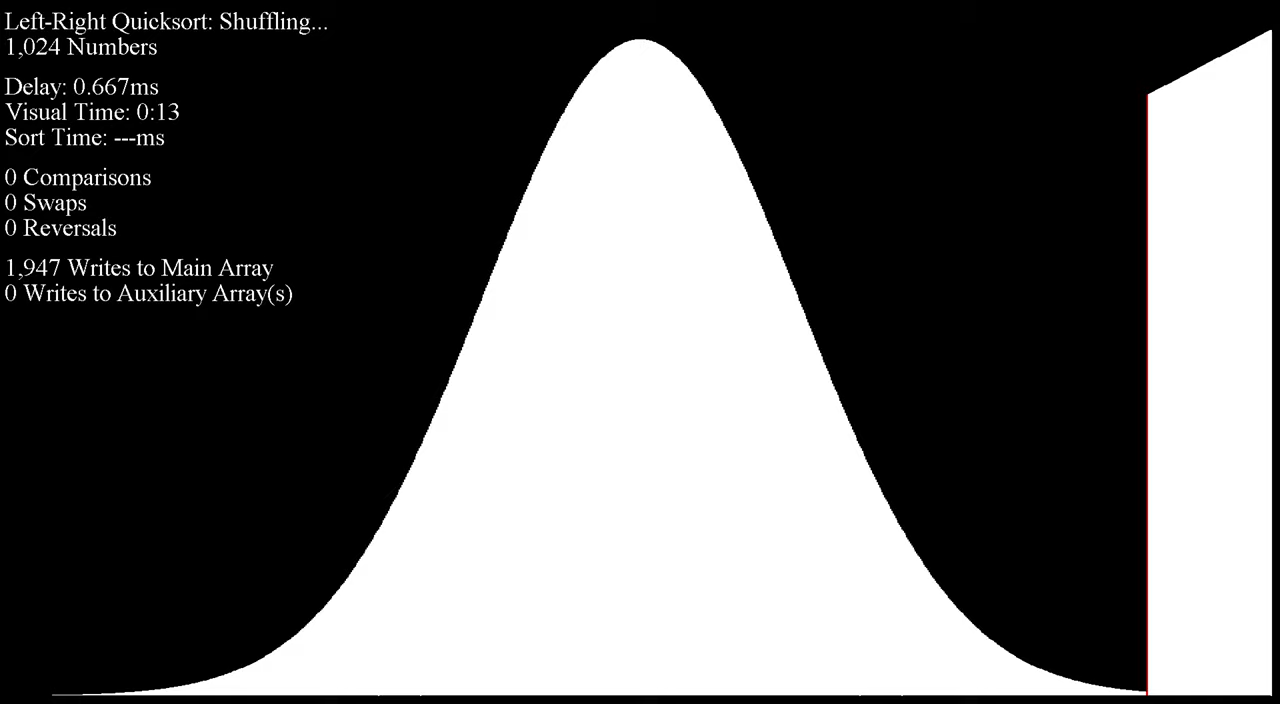 Left-Right Quicksort: Shuffling...
1,024 Numbers
Delay: 0.667ms
Visual Time: 0:13
Sort Time: ---ms
0 Comparisons
0 Swaps
0 Reversals
1,947 Writes to Main Array
0 Writes to Auxiliary Array(s)